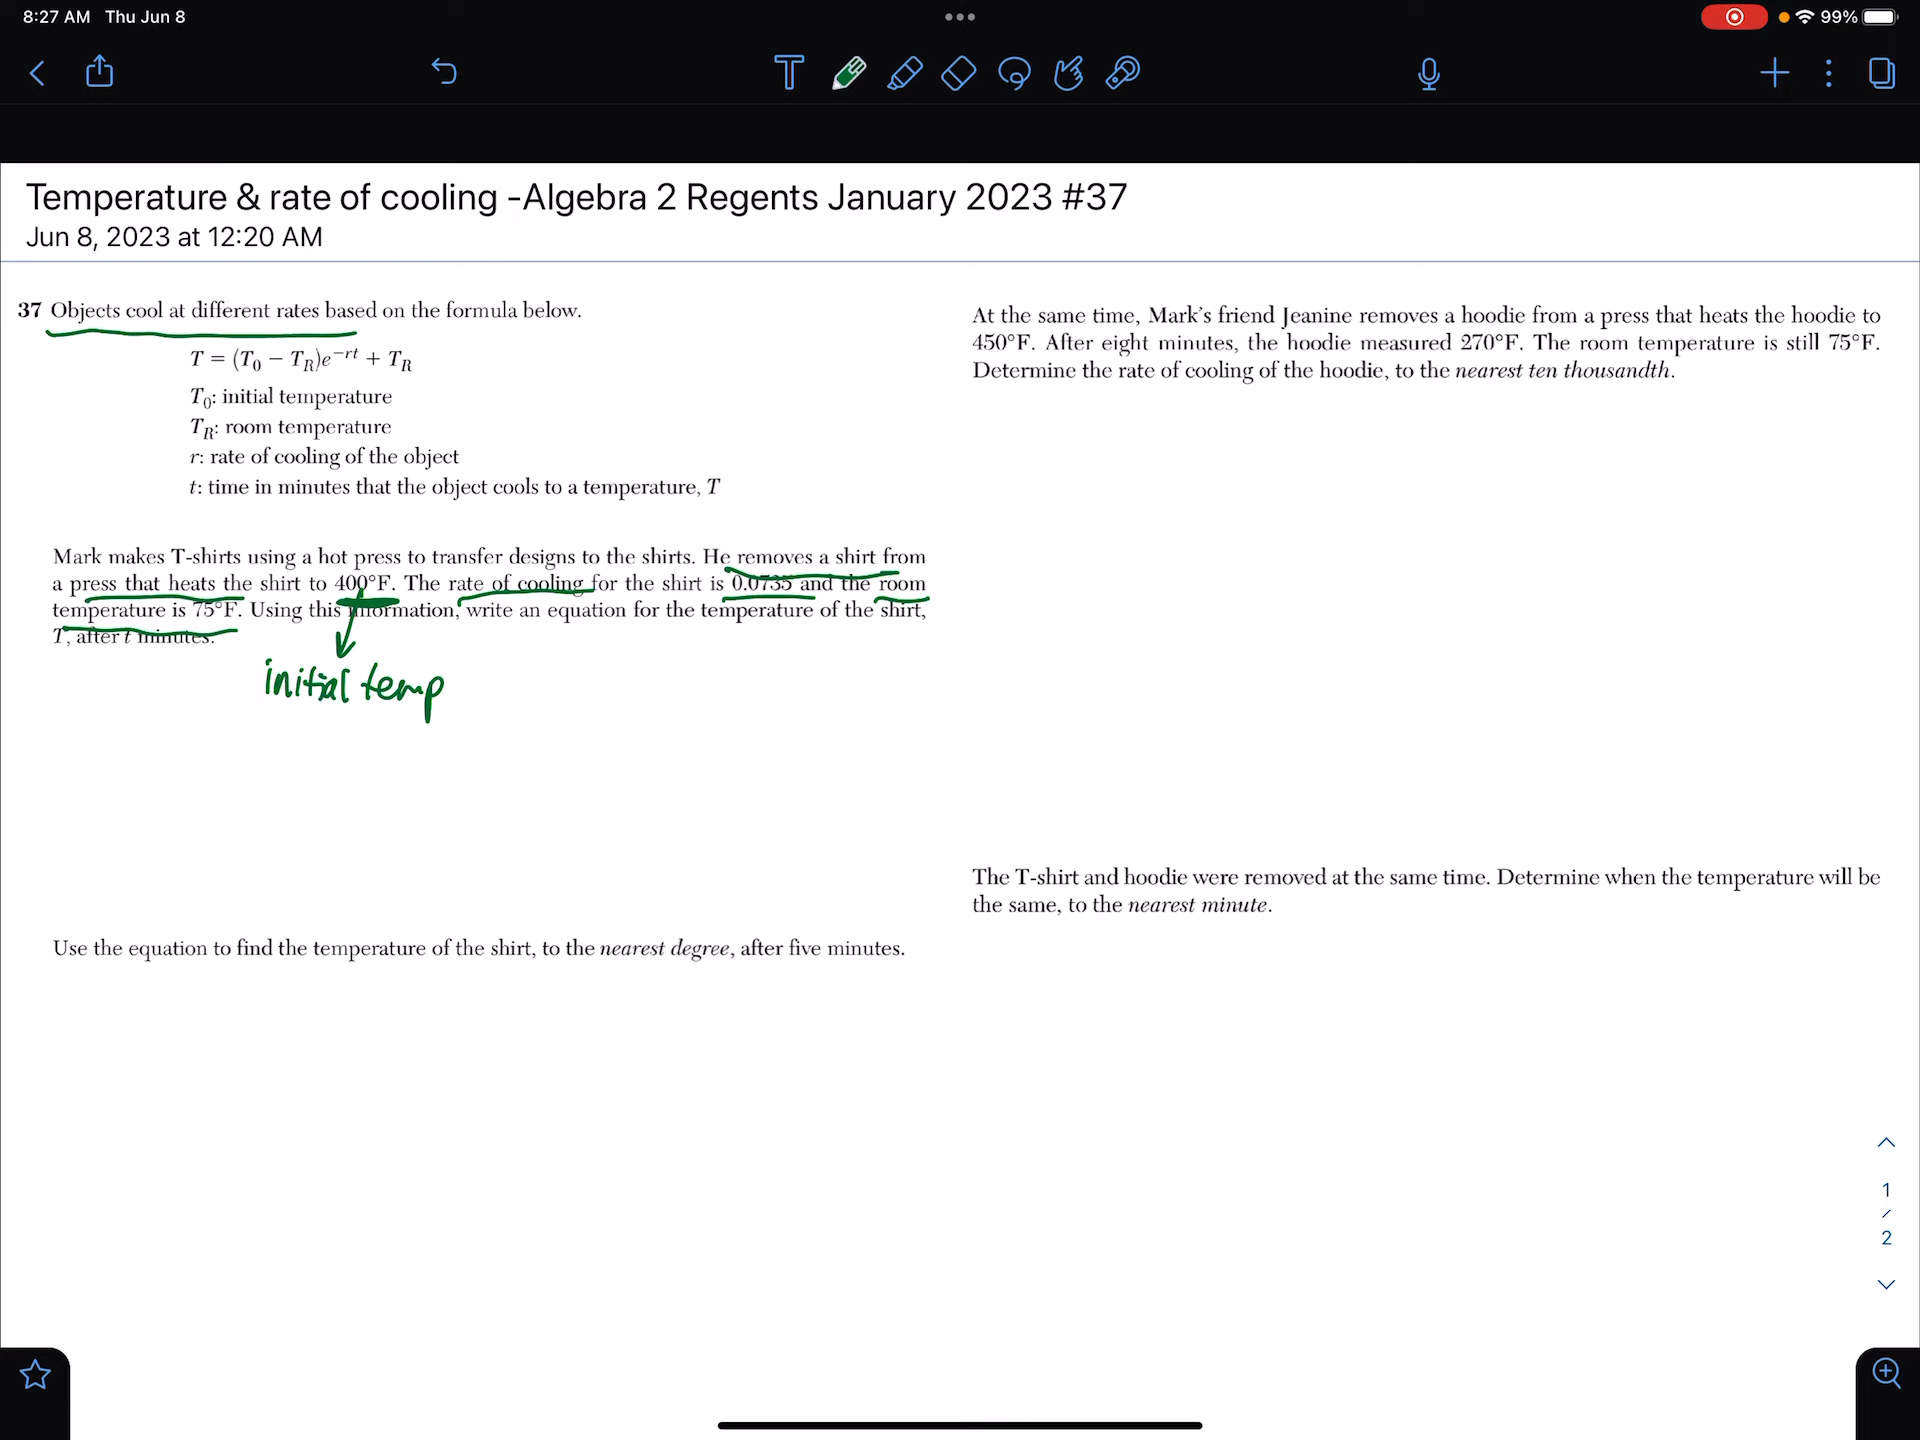 8:27 AM Thu Jun 8
99%
Temperature & rate of cooling -Algebra 2 Regents January 2023 #37
Jun 8, 2023 at 12:20 AM
37 Objects cool at different rates based on the formula below.
T = (T₀ − T_R)e^−rt + T_R
T₀: initial temperature
T_R: room temperature
r: rate of cooling of the object
t: time in minutes that the object cools to a temperature, T
Mark makes T-shirts using a hot press to transfer designs to the shirts. He removes a shirt from
a press that heats the shirt to 400°F. The rate of cooling for the shirt is 0.0735 and the room
temperature is 75°F. Using this information, write an equation for the temperature of the shirt,
T, after t minutes.
initial temp
Use the equation to find the temperature of the shirt, to the nearest degree, after five minutes.
At the same time, Mark's friend Jeanine removes a hoodie from a press that heats the hoodie to
450°F. After eight minutes, the hoodie measured 270°F. The room temperature is still 75°F.
Determine the rate of cooling of the hoodie, to the nearest ten thousandth.
The T-shirt and hoodie were removed at the same time. Determine when the temperature will be
the same, to the nearest minute.
1
/
2